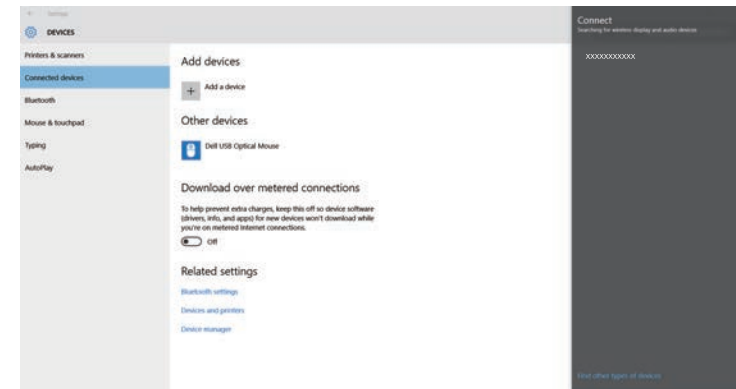 ← Settings
DEVICES
Printers & scanners
Connected devices
Bluetooth
Mouse & touchpad
Typing
AutoPlay
Add devices
+ Add a device
Other devices
Dell USB Optical Mouse
Download over metered connections
To help prevent extra charges, keep this off so device software
(drivers, info, and apps) for new devices won't download while
you're on metered Internet connections.
Off
Related settings
Bluetooth settings
Devices and printers
Device manager
Connect
Searching for wireless display and audio devices
xxxxxxxxxxx
Find other types of devices